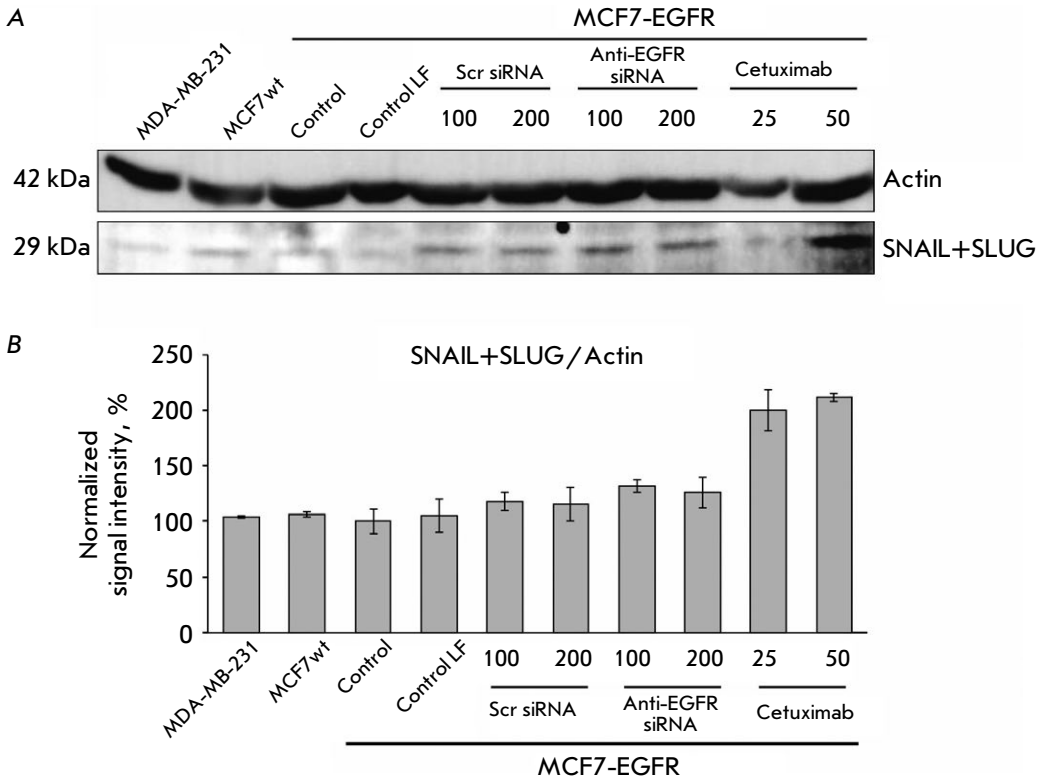 A
MCF7-EGFR
MDA-MB-231
MCF7wt
Control
Control LF
Scr siRNA
Anti-EGFR
siRNA
Cetuximab
100 200 100 200 25 50
42 kDa
Actin
29 kDa
SNAIL+SLUG
B
SNAIL+SLUG/Actin
Normalized
signal intensity, %
250
200
150
100
50
0
MDA-MB-231
MCF7wt
Control
Control LF
100 200 100 200 25 50
Scr siRNA
Anti-EGFR
siRNA
Cetuximab
MCF7-EGFR